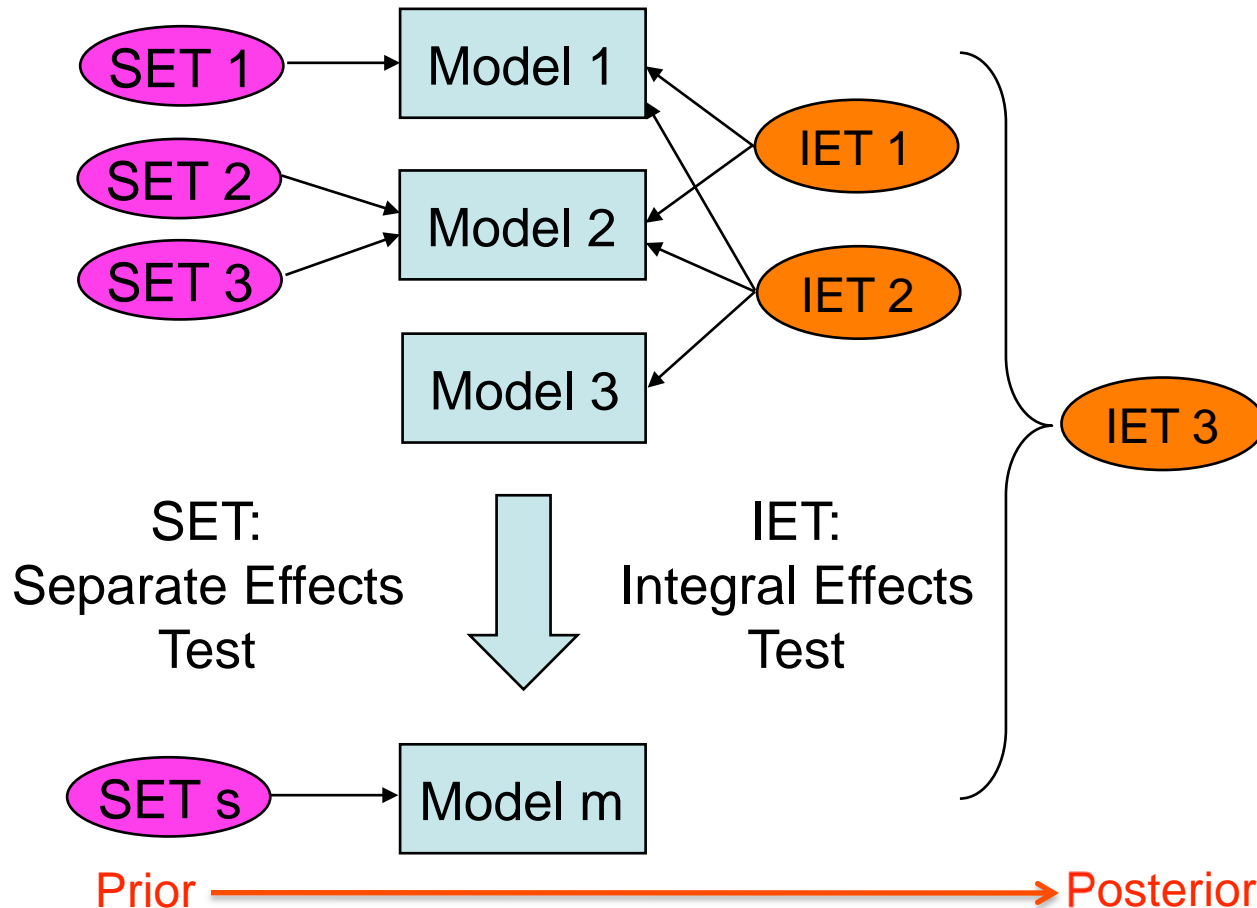 SET 1
Model 1
IET 1
SET 2
Model 2
SET 3
IET 2
Model 3
IET 3
SET:
Separate Effects
Test
IET:
Integral Effects
Test
SET s
Model m
Prior
Posterior